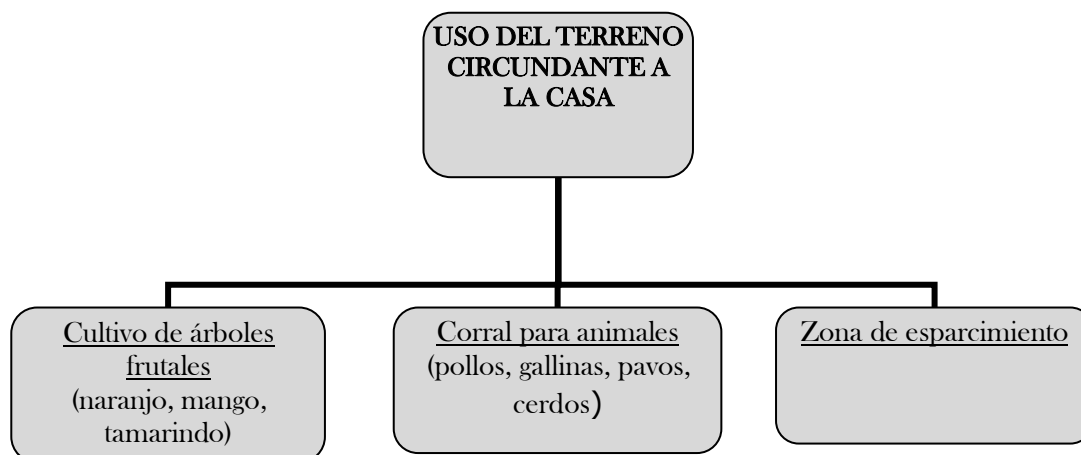 USO DEL TERRENO
CIRCUNDANTE A
LA CASA
Cultivo de árboles
frutales
(naranjo, mango,
tamarindo)
Corral para animales
(pollos, gallinas, pavos,
cerdos)
Zona de esparcimiento